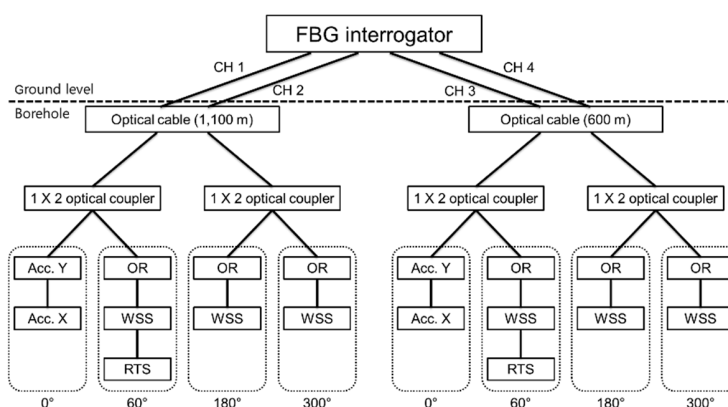 FBG interrogator
CH 1
CH 4
CH 2
CH 3
Ground level
Borehole
Optical cable (1,100 m)
Optical cable (600 m)
1 X 2 optical coupler
1 X 2 optical coupler
1 X 2 optical coupler
1 X 2 optical coupler
Acc. Y
OR
OR
OR
Acc. Y
OR
OR
OR
Acc. X
WSS
WSS
WSS
Acc. X
WSS
WSS
WSS
RTS
RTS
0°
60°
180°
300°
0°
60°
180°
300°